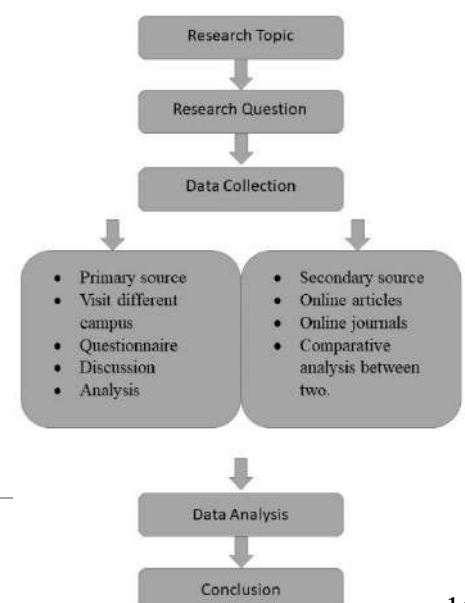 Research Topic
Research Question
Data Collection
• Primary source
• Visit different
campus
• Questionnaire
• Discussion
• Analysis
• Secondary source
• Online articles
• Online journals
• Comparative
analysis between
two.
Data Analysis
Conclusion